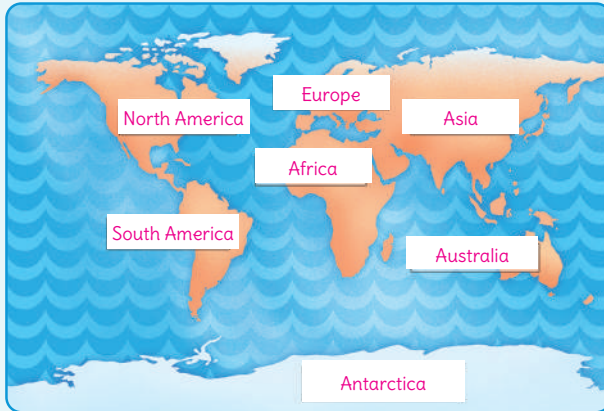 Europe
North America
Asia
Africa
South America
Australia
Antarctica